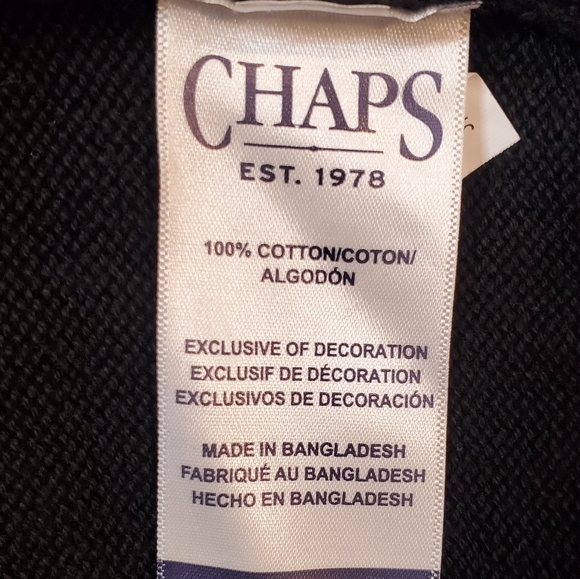 CHAPS
EST. 1978
100% COTTON/COTON/
ALGODÓN
EXCLUSIVE OF DECORATION
EXCLUSIF DE DÉCORATION
EXCLUSIVOS DE DECORACIÓN
MADE IN BANGLADESH
FABRIQUÉ AU BANGLADESH
HECHO EN BANGLADESH